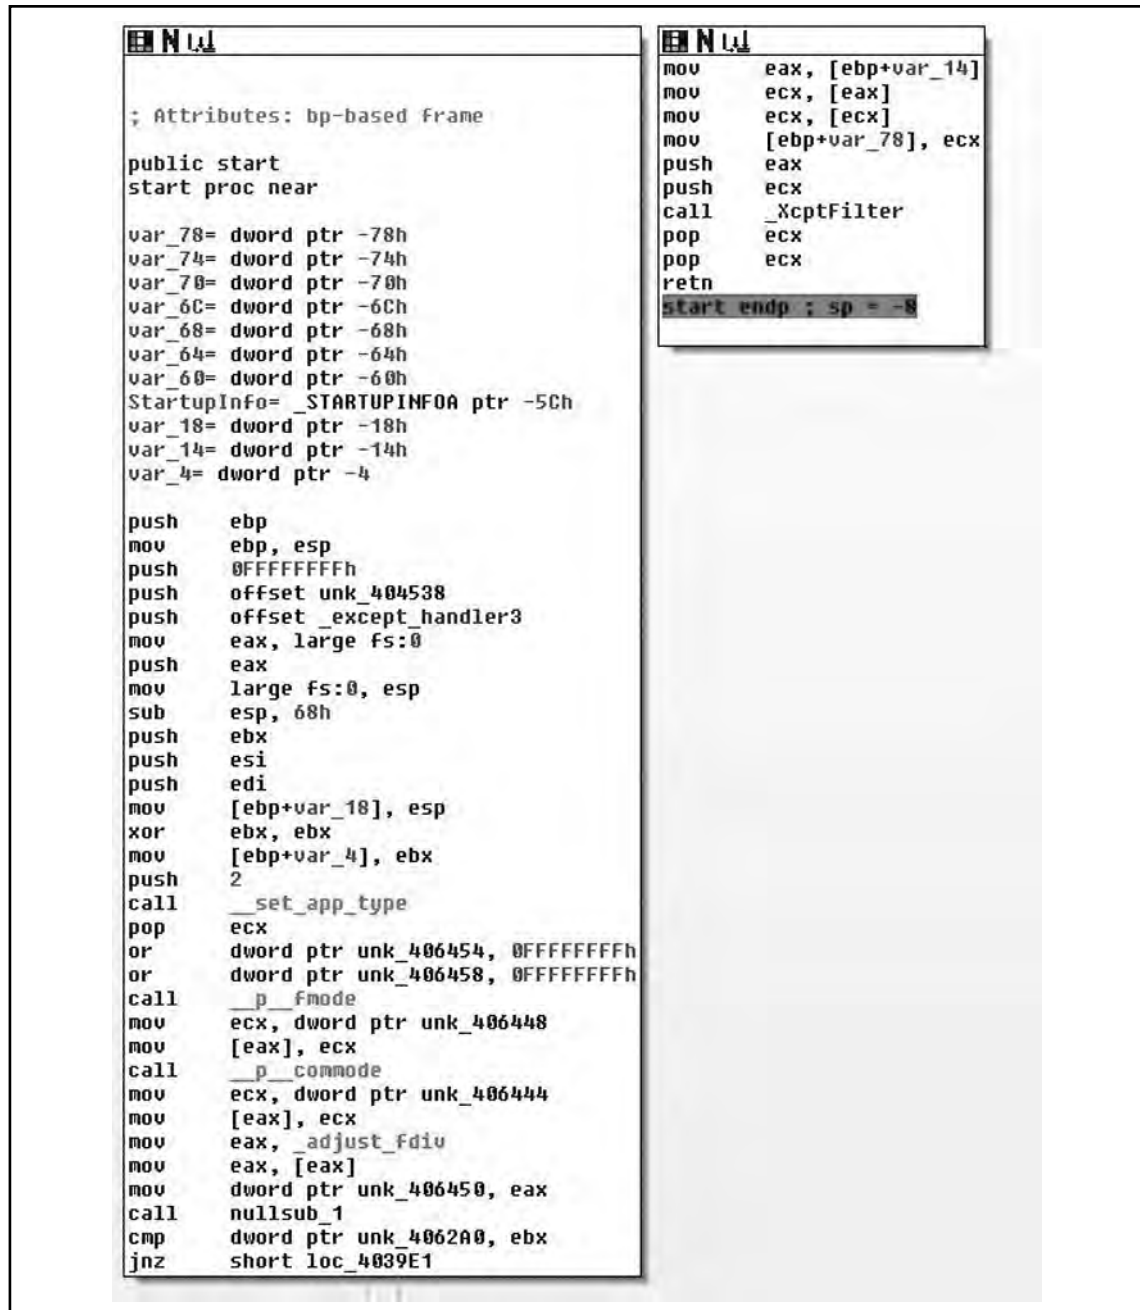 ; Attributes: bp-based frame
public start
start proc near
var_78= dword ptr -78h
var_74= dword ptr -74h
var_70= dword ptr -70h
var_6C= dword ptr -6Ch
var_68= dword ptr -68h
var_64= dword ptr -64h
var_60= dword ptr -60h
StartupInfo= _STARTUPINFOA ptr -5Ch
var_18= dword ptr -18h
var_14= dword ptr -14h
var_4= dword ptr -4
push ebp
mov ebp, esp
push 0FFFFFFFFh
push offset unk_404538
push offset _except_handler3
mov eax, large fs:0
push eax
mov large fs:0, esp
sub esp, 68h
push ebx
push esi
push edi
mov [ebp+var_18], esp
xor ebx, ebx
mov [ebp+var_4], ebx
push 2
call __set_app_type
pop ecx
or dword ptr unk_406454, 0FFFFFFFFh
or dword ptr unk_406458, 0FFFFFFFFh
call __p__fmode
mov ecx, dword ptr unk_406448
mov [eax], ecx
call __p__commode
mov ecx, dword ptr unk_406444
mov [eax], ecx
mov eax, _adjust_fdiv
mov eax, [eax]
mov dword ptr unk_406450, eax
call nullsub_1
cmp dword ptr unk_4062A0, ebx
jnz short loc_4039E1
mov eax, [ebp+var_14]
mov ecx, [eax]
mov ecx, [ecx]
mov [ebp+var_78], ecx
push eax
push ecx
call _XcptFilter
pop ecx
pop ecx
retn
start endp ; sp = -8